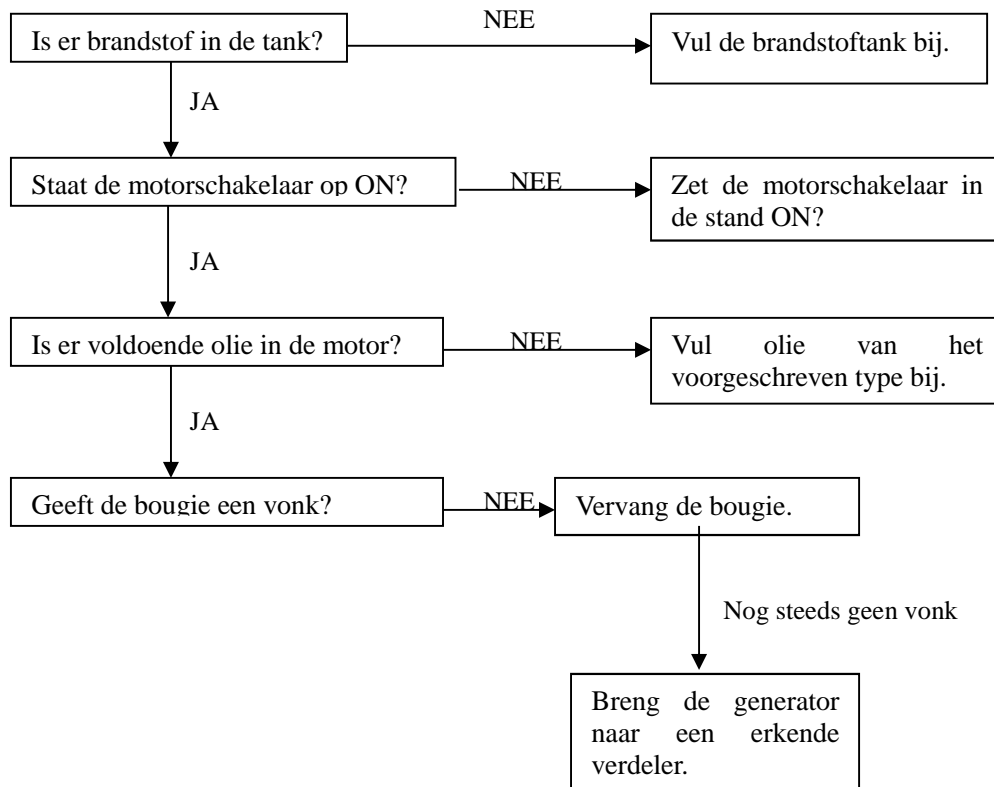 Is er brandstof in de tank?
NEE
Vul de brandstoftank bij.
JA
Staat de motorschakelaar op ON?
NEE
Zet de motorschakelaar in
de stand ON?
JA
Is er voldoende olie in de motor?
NEE
Vul olie van het
voorgeschreven type bij.
JA
Geeft de bougie een vonk?
NEE
Vervang de bougie.
Nog steeds geen vonk
Breng de generator
naar een erkende
verdeler.